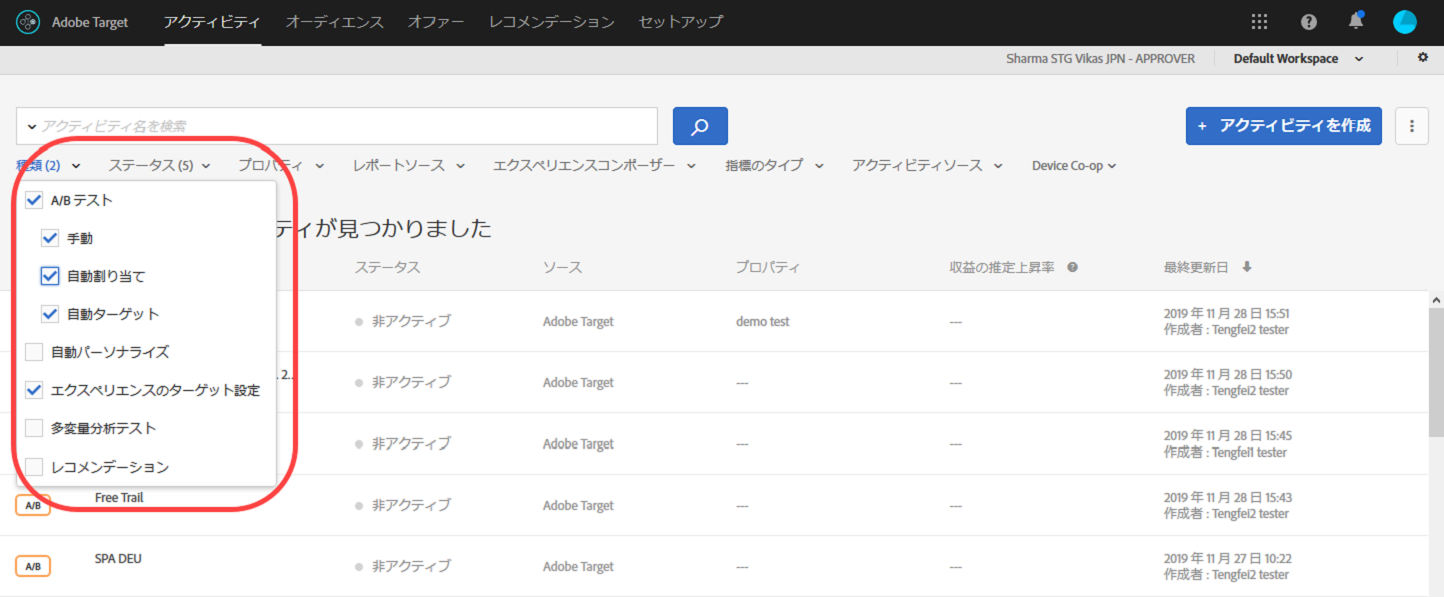 Adobe Target アクティビティ オーディエンス オファー レコメンデーション セットアップ
Sharma STG Vikas JPN - APPROVER Default Workspace
アクティビティ名を検索
+ アクティビティを作成
種類 (2) ステータス (5) プロパティ レポートソース エクスペリエンスコンポーザー 指標のタイプ アクティビティソース Device Co-op
A/B テスト
手動
自動割り当て
自動ターゲット
自動パーソナライズ
エクスペリエンスのターゲット設定
多変量分析テスト
レコメンデーション
ティが見つかりました
ステータス ソース プロパティ 収益の推定上昇率 最終更新日
非アクティブ Adobe Target demo test --- 2019 年 11 月 28 日 15:51
作成者 : Tengfei2 tester
. 2... 非アクティブ Adobe Target --- --- 2019 年 11 月 28 日 15:50
作成者 : Tengfei2 tester
非アクティブ Adobe Target --- --- 2019 年 11 月 28 日 15:45
作成者 : Tengfei1 tester
A/B Free Trail 非アクティブ Adobe Target --- --- 2019 年 11 月 28 日 15:43
作成者 : Tengfei2 tester
A/B SPA DEU 非アクティブ Adobe Target --- --- 2019 年 11 月 27 日 10:22
作成者 : Tengfei2 tester